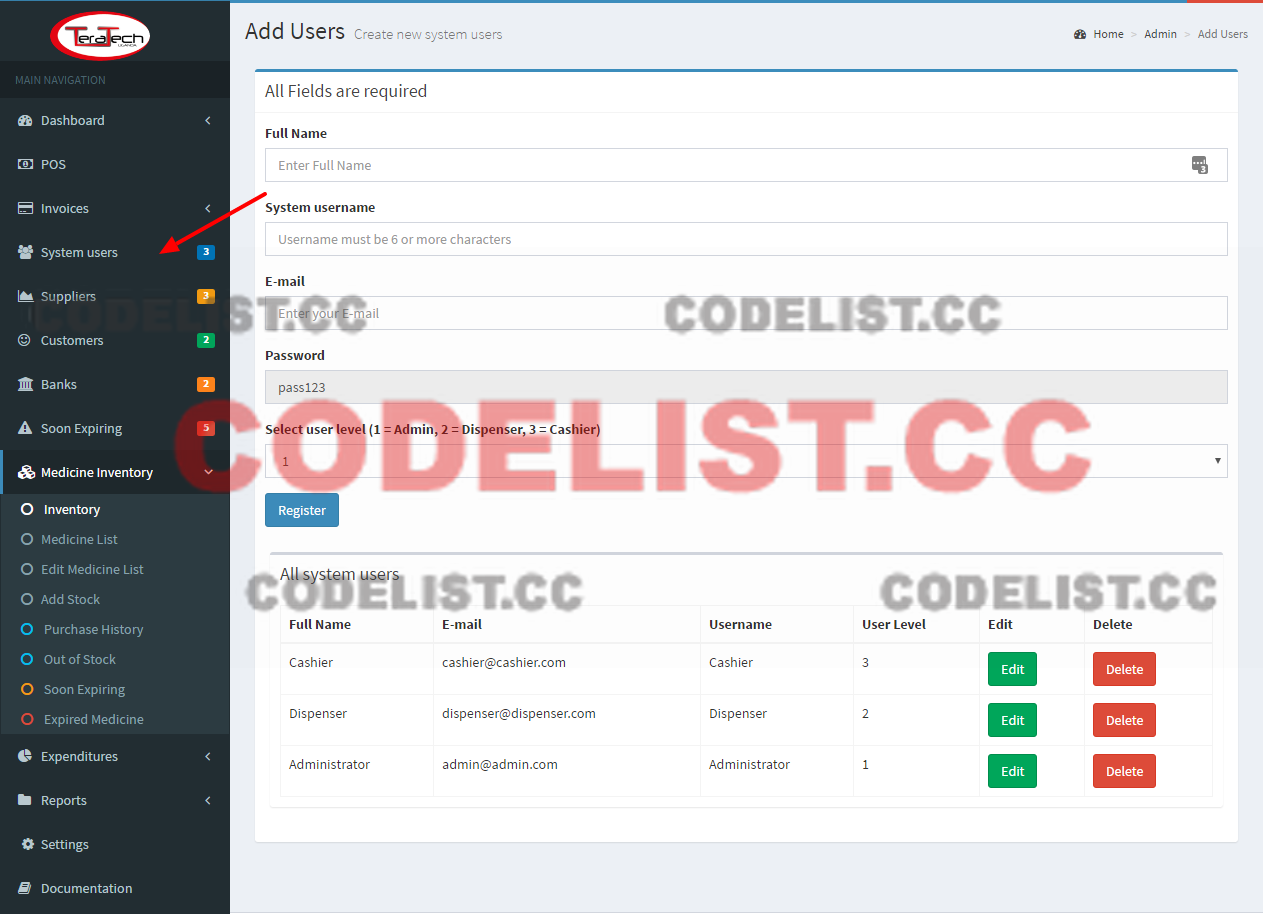 TeraTech
UGANDA
MAIN NAVIGATION
Dashboard
POS
Invoices
System users 3
Suppliers 3
Customers 2
Banks 2
Soon Expiring 5
Medicine Inventory
Inventory
Medicine List
Edit Medicine List
Add Stock
Purchase History
Out of Stock
Soon Expiring
Expired Medicine
Expenditures
Reports
Settings
Documentation
Add Users Create new system users
Home > Admin > Add Users
All Fields are required
Full Name
Enter Full Name
3
System username
Username must be 6 or more characters
E-mail
Enter your E-mail
CODELIST.CC CODELIST.CC
Password
pass123
CODELIST.CC
Select user level (1 = Admin, 2 = Dispenser, 3 = Cashier)
1
Register
All system users
CODELIST.CC CODELIST.CC
Full Name E-mail Username User Level Edit Delete
Cashier cashier@cashier.com Cashier 3 Edit Delete
Dispenser dispenser@dispenser.com Dispenser 2 Edit Delete
Administrator admin@admin.com Administrator 1 Edit Delete